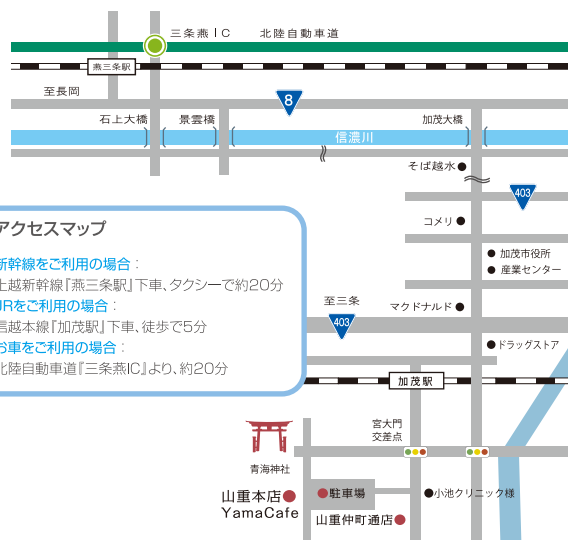 三条燕IC 北陸自動車道
燕三条駅
至長岡
8
石上大橋 景雲橋 加茂大橋
信濃川
そば越水
403
コメリ
アクセスマップ
加茂市役所
産業センター
新幹線をご利用の場合：
上越新幹線『燕三条駅』下車、タクシーで約20分
JRをご利用の場合：
信越本線『加茂駅』下車、徒歩で5分
お車をご利用の場合：
北陸自動車道『三条燕IC』より、約20分
至三条
マクドナルド
403
ドラッグストア
加茂駅
宮大門
交差点
青海神社
山重本店
YamaCafe
駐車場
小池クリニック様
山重仲町通店